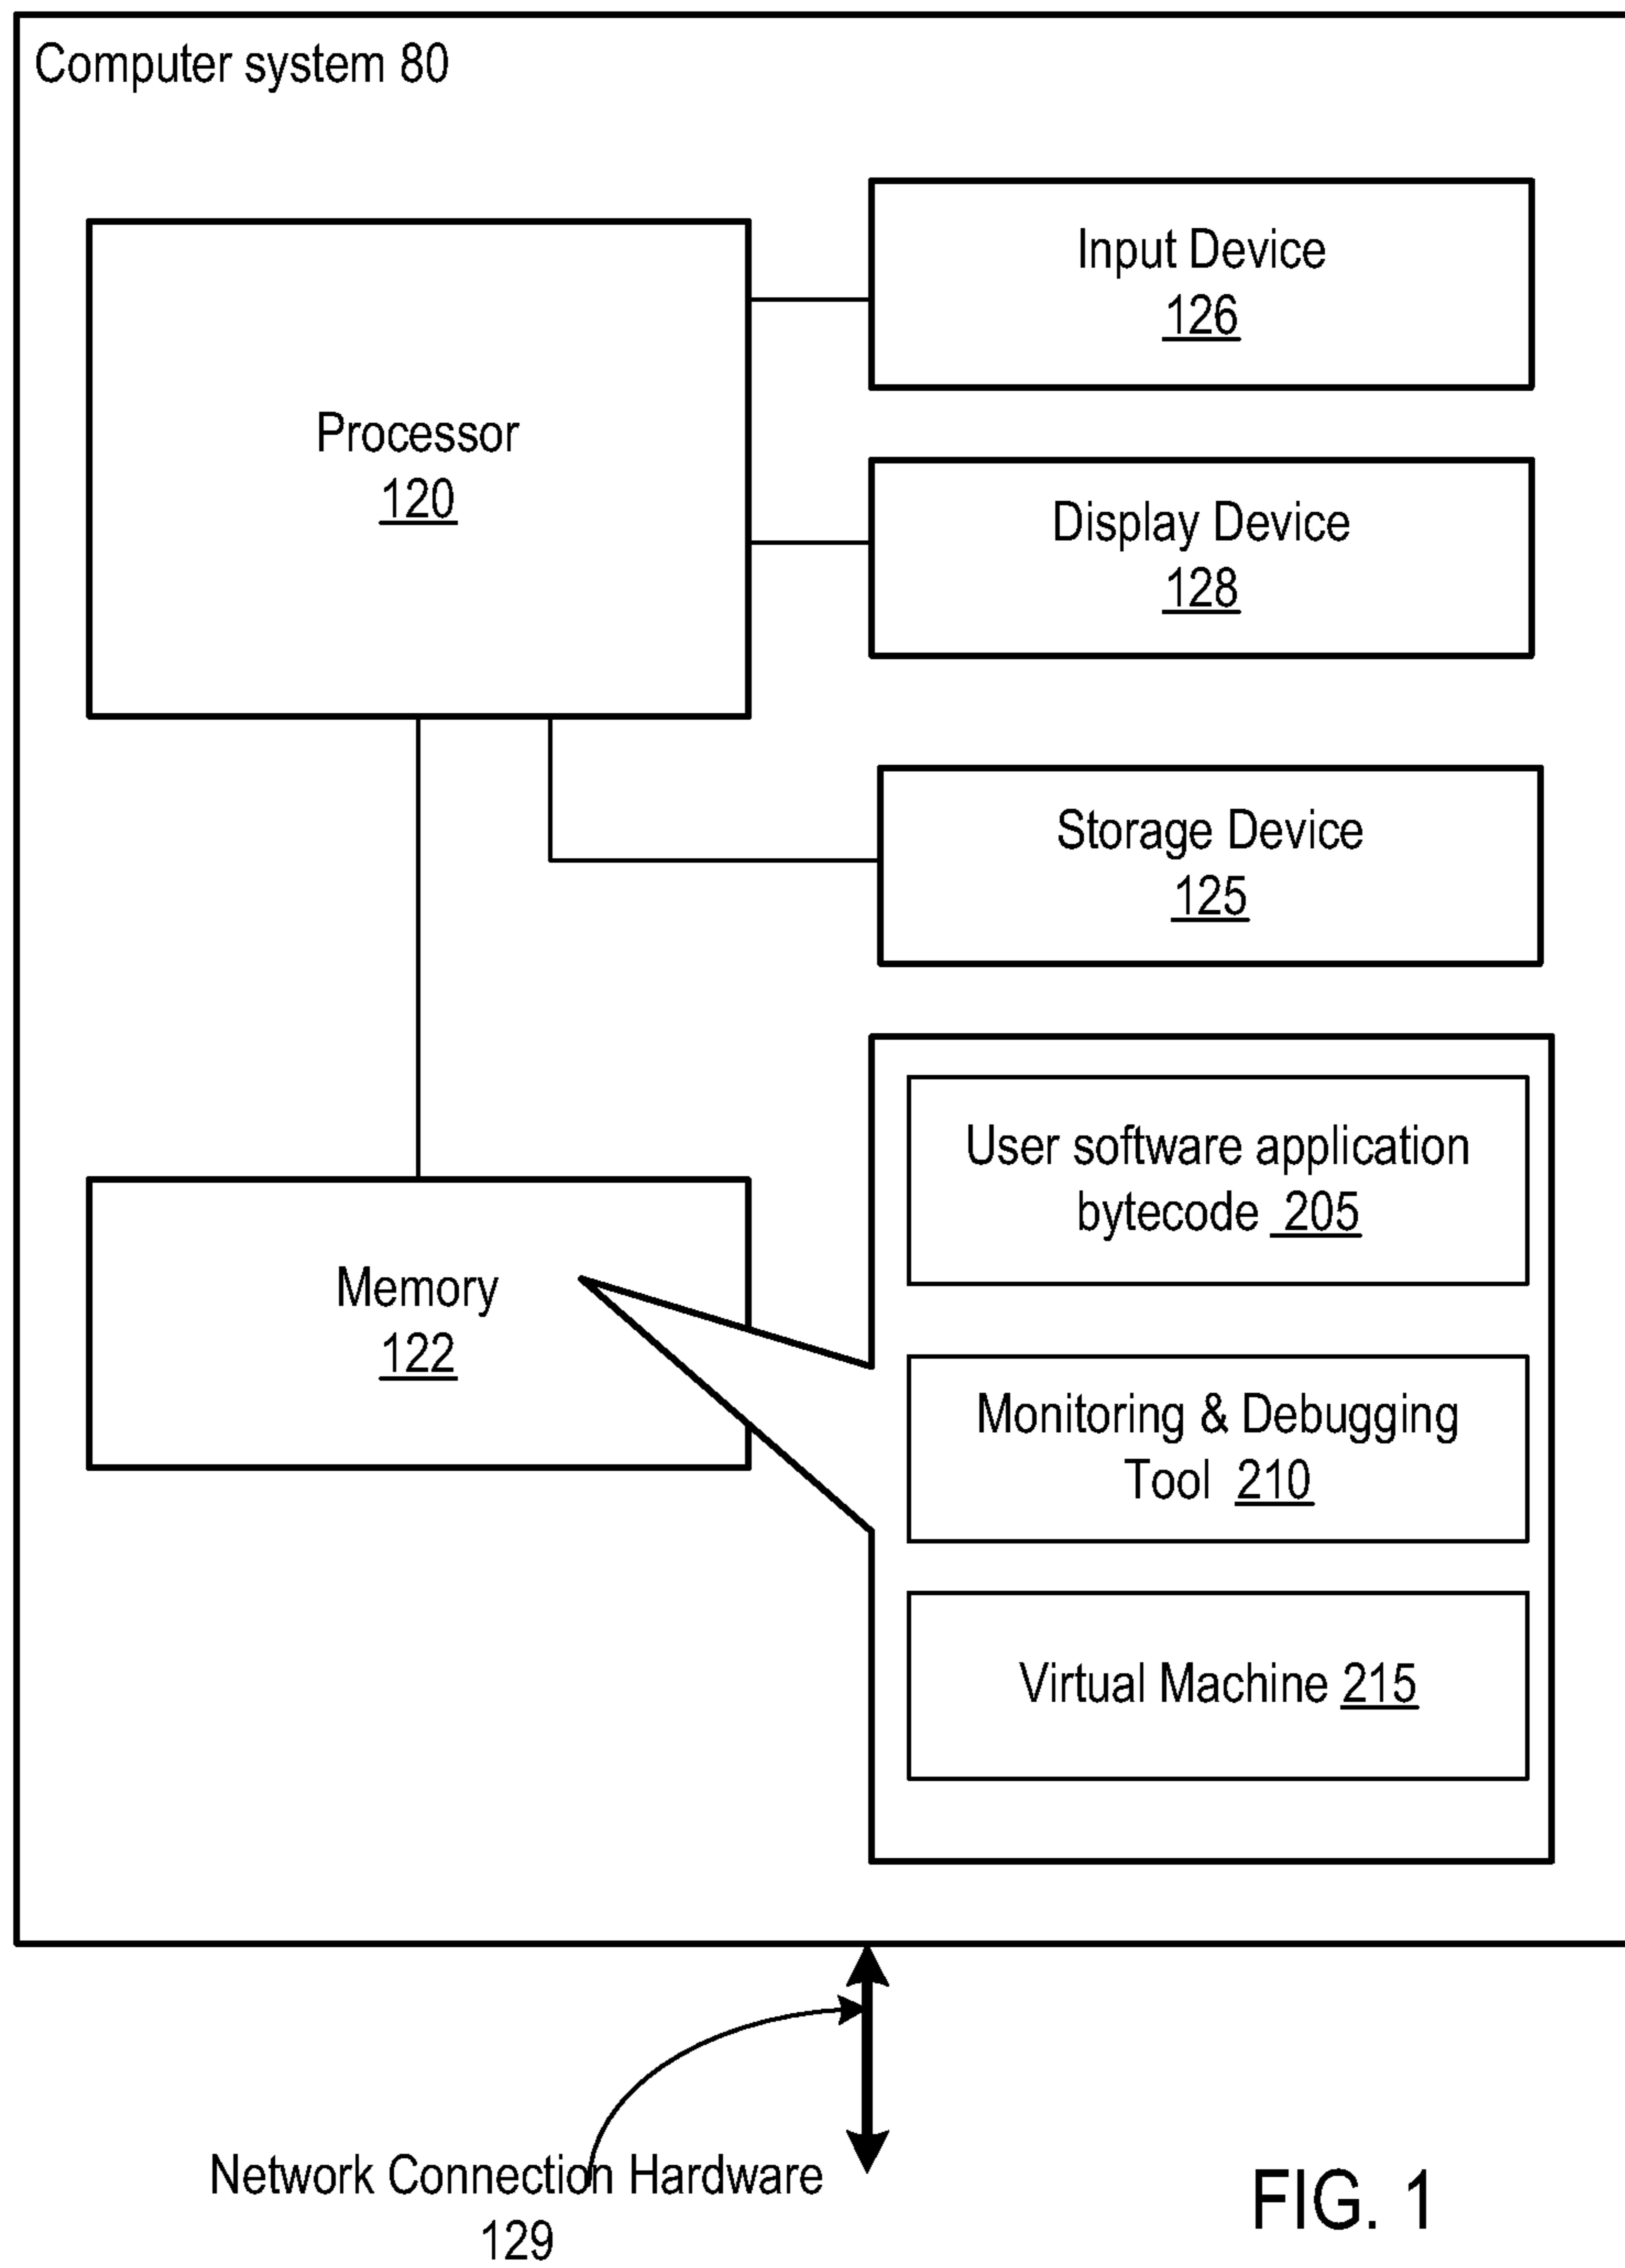 Computer system 80
Input Device
126
Processor
120
Display Device
128
Storage Device
125
User software application
bytecode 205
Memory
122
Monitoring & Debugging
Tool 210
Virtual Machine 215
Network Connection Hardware
129
FIG. 1